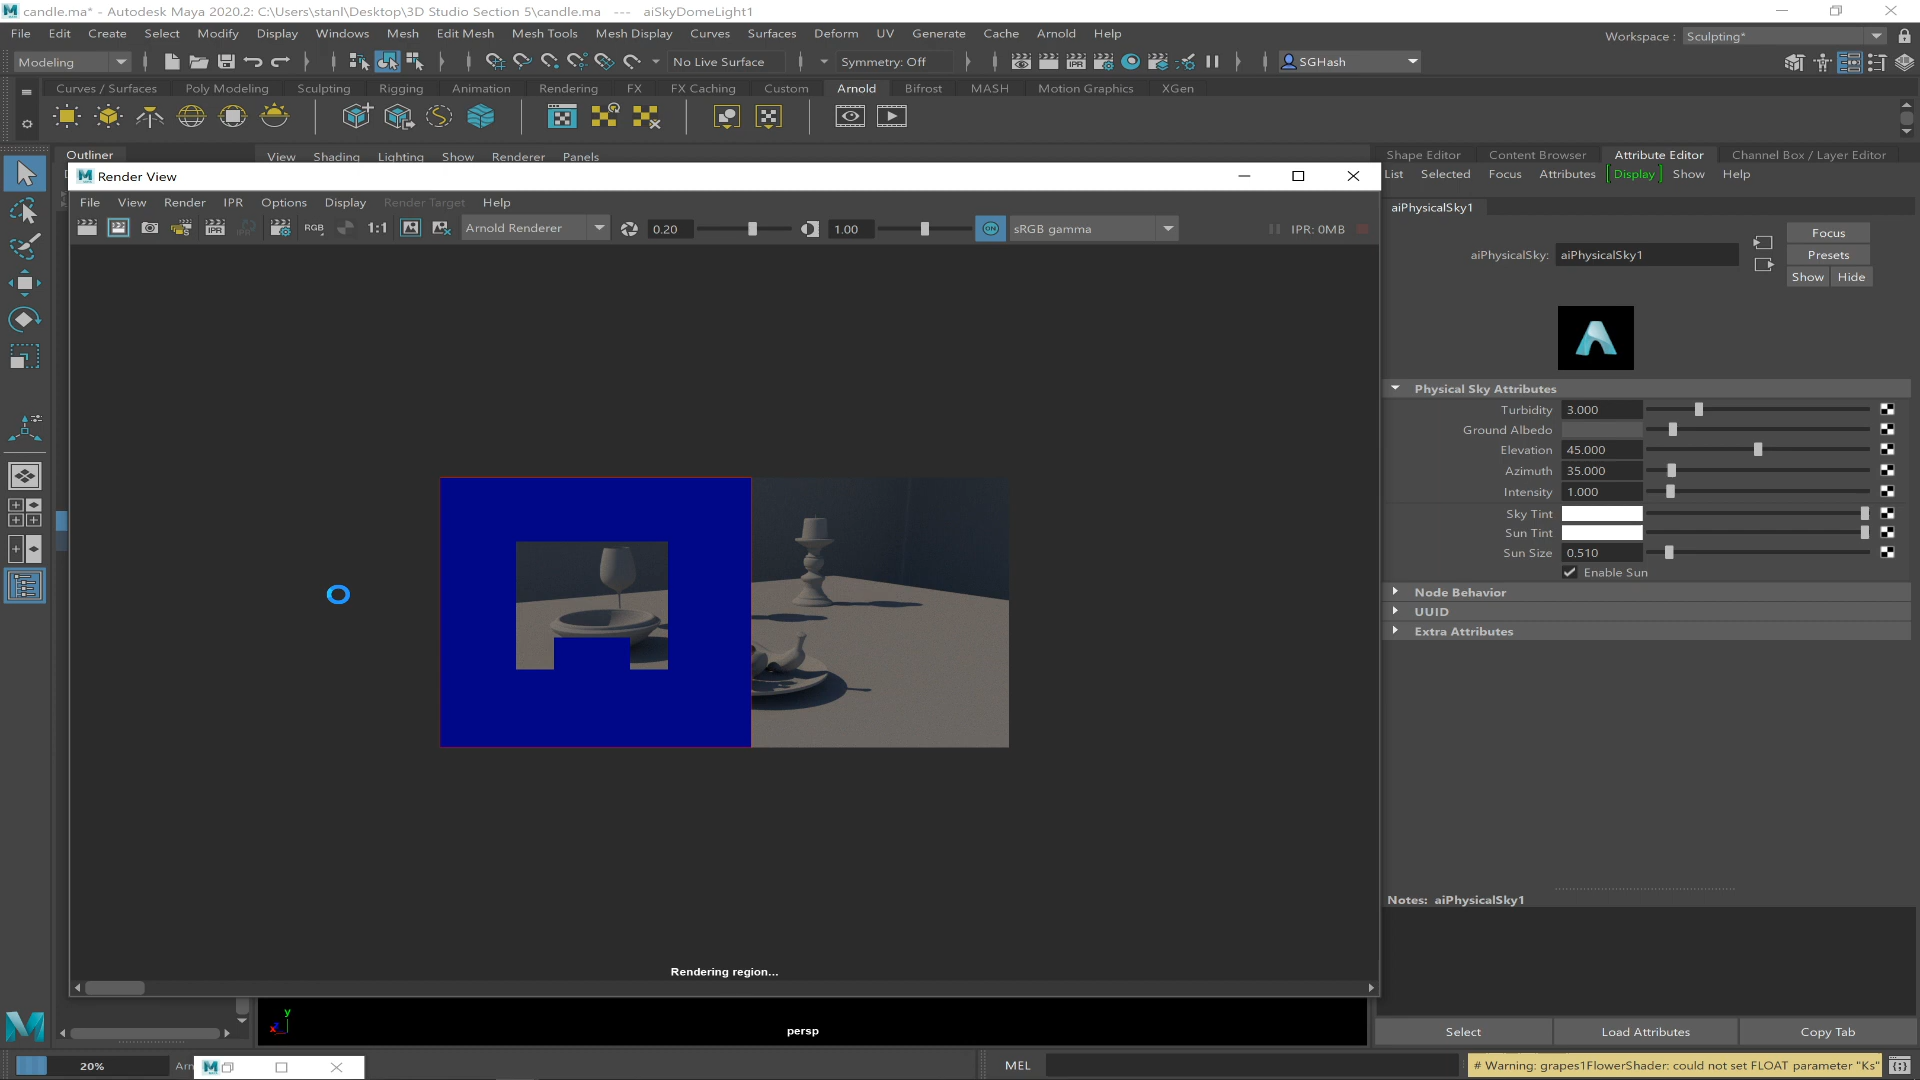 candle.ma* - Autodesk Maya 2020.2: C:\Users\stanl\Desktop\3D Studio Section 5\candle.ma --- aiSkyDomeLight1
File Edit Create Select Modify Display Windows Mesh Edit Mesh Mesh Tools Mesh Display Curves Surfaces Deform UV Generate Cache Arnold Help
Workspace : Sculpting*
Modeling No Live Surface Symmetry: Off SGHash
Curves / Surfaces Poly Modeling Sculpting Rigging Animation Rendering FX FX Caching Custom Arnold Bifrost MASH Motion Graphics XGen
Outliner View Shading Lighting Show Renderer Panels
Shape Editor Content Browser Attribute Editor Channel Box / Layer Editor
Render View
List Selected Focus Attributes Display Show Help
File View Render IPR Options Display Render Target Help
aiPhysicalSky1
IPR RGB 1:1 Arnold Renderer 0.20 1.00 ON sRGB gamma IPR: 0MB
Focus
aiPhysicalSky: aiPhysicalSky1 Presets
Show Hide
Physical Sky Attributes
Turbidity 3.000
Ground Albedo
Elevation 45.000
Azimuth 35.000
Intensity 1.000
Sky Tint
Sun Tint
Sun Size 0.510
Enable Sun
Node Behavior
UUID
Extra Attributes
Notes: aiPhysicalSky1
Rendering region...
y
x
persp
Select Load Attributes Copy Tab
20% Arn MEL # Warning: grapes1FlowerShader: could not set FLOAT parameter "Ks"